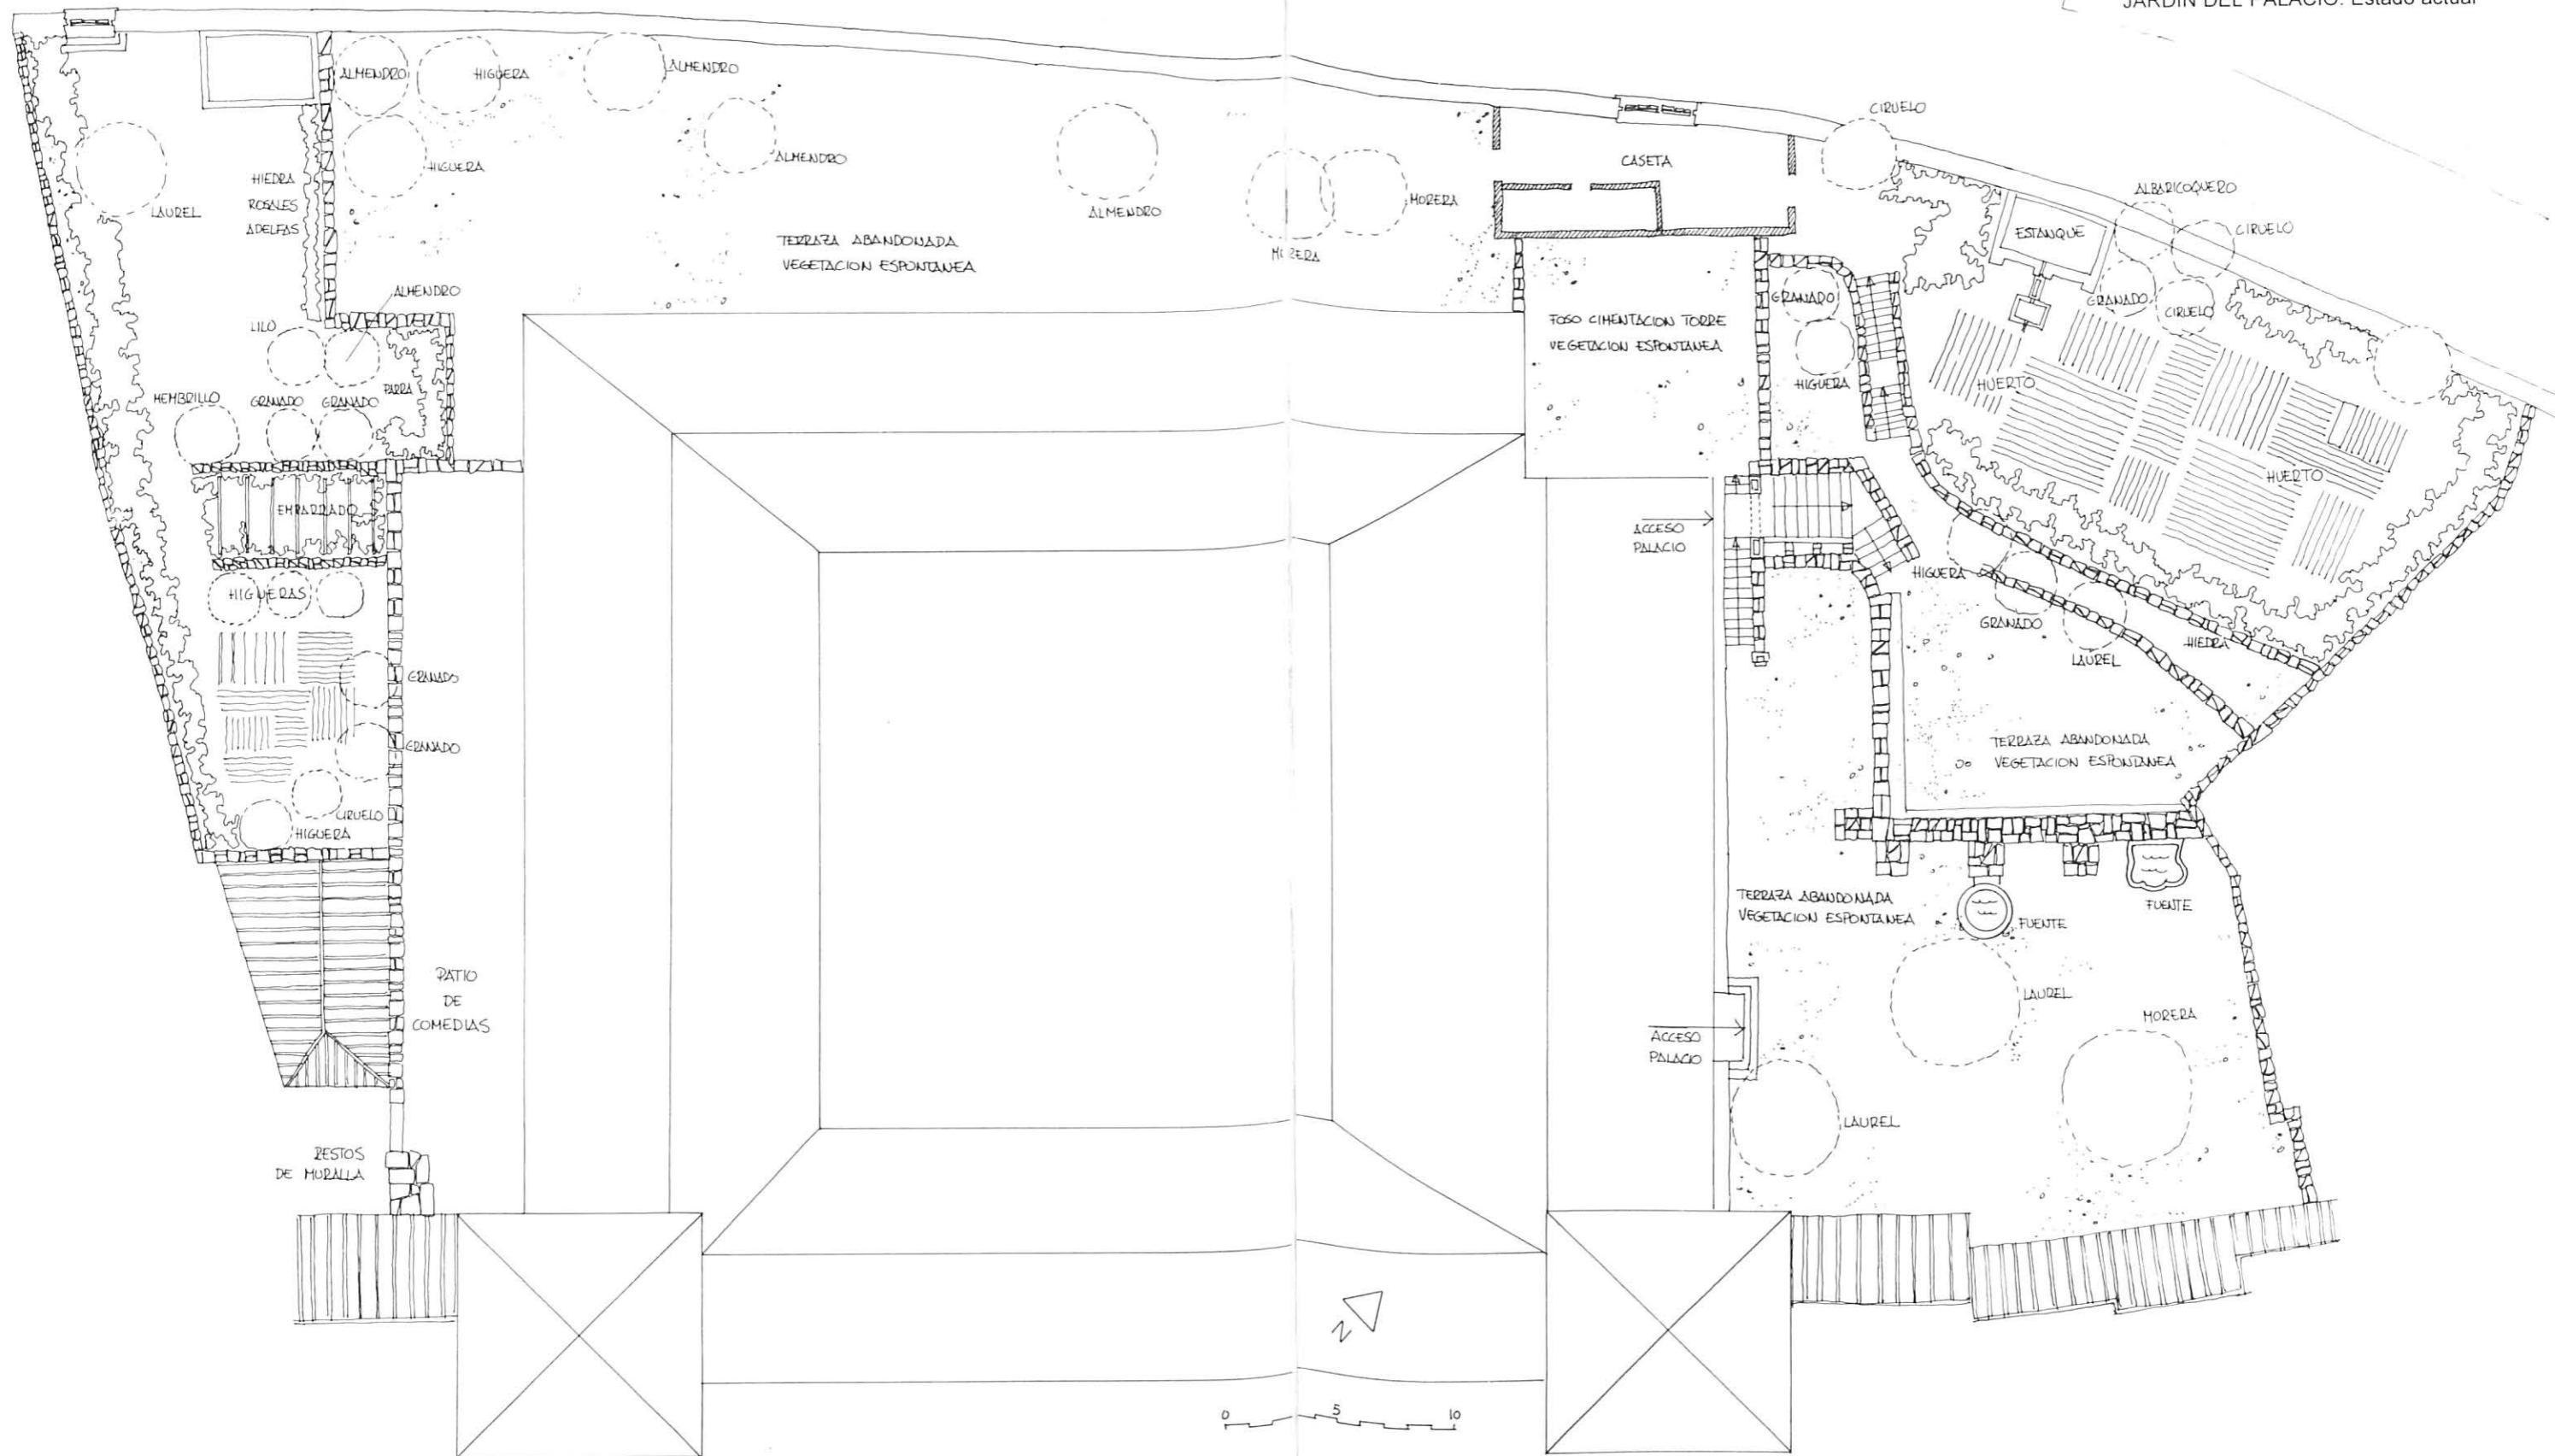 JARDIN DEL PALACIO. Estado actual
ALMENDRO
HIGUERA
ALMENDRO
ALMENDRO
HIGUERA
LAUREL
HIEDRA
ROSALES
ADELFAS
ALMENDRO
MORERA
MORERA
TERRAZA ABANDONADA
VEGETACION ESPONTANEA
CASETA
CIRUELO
ALBARICOQUERO
CIRUELO
ESTANQUE
GRANADO
CIRUELO
ALMENDRO
LILO
PARRA
MEMBRILLO
GRANADO
GRANADO
FOSO CIMENTACION TORRE
VEGETACION ESPONTANEA
GRANADO
HIGUERA
HUERTO
HUERTO
EMPARRADO
ACCESO
PALACIO
HIGUERAS
HIGUERA
GRANADO
LAUREL
HIEDRA
GRANADO
GRANADO
CIRUELO
HIGUERA
TERRAZA ABANDONADA
VEGETACION ESPONTANEA
TERRAZA ABANDONADA
VEGETACION ESPONTANEA
FUENTE
FUENTE
PATIO
DE
COMEDIAS
LAUREL
MORERA
ACCESO
PALACIO
LAUREL
RESTOS
DE MURALLA
N
0 5 10